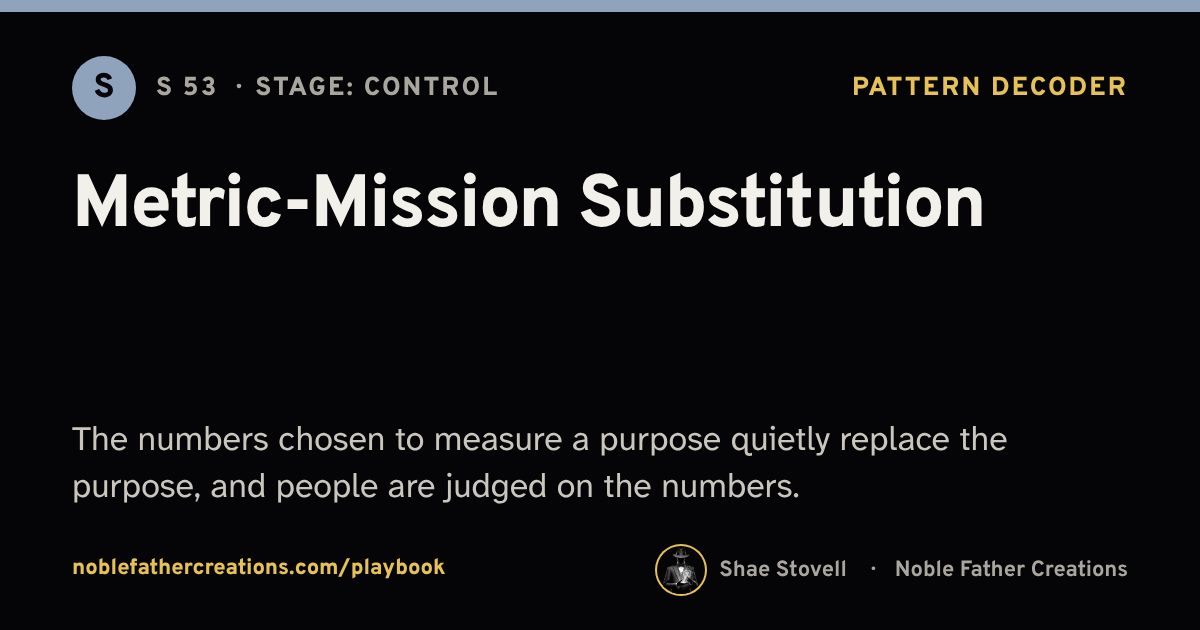 S
S 53 · STAGE: CONTROL
PATTERN DECODER
Metric-Mission Substitution
The numbers chosen to measure a purpose quietly replace the
purpose, and people are judged on the numbers.
noblefathercreations.com/playbook
Shae Stovell · Noble Father Creations